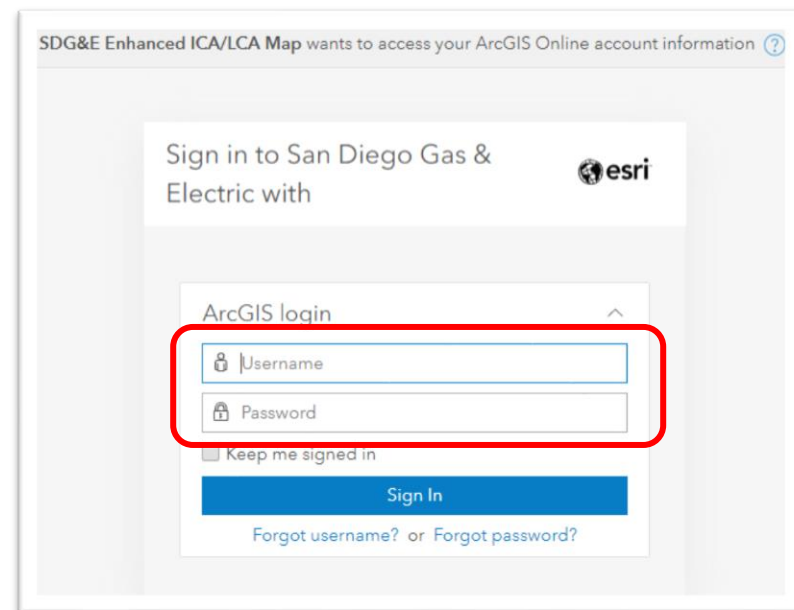 SDG&E Enhanced ICA/LCA Map wants to access your ArcGIS Online account information ?
Sign in to San Diego Gas &
Electric with
esri
ArcGIS login
Username
Password
Keep me signed in
Sign In
Forgot username? or Forgot password?